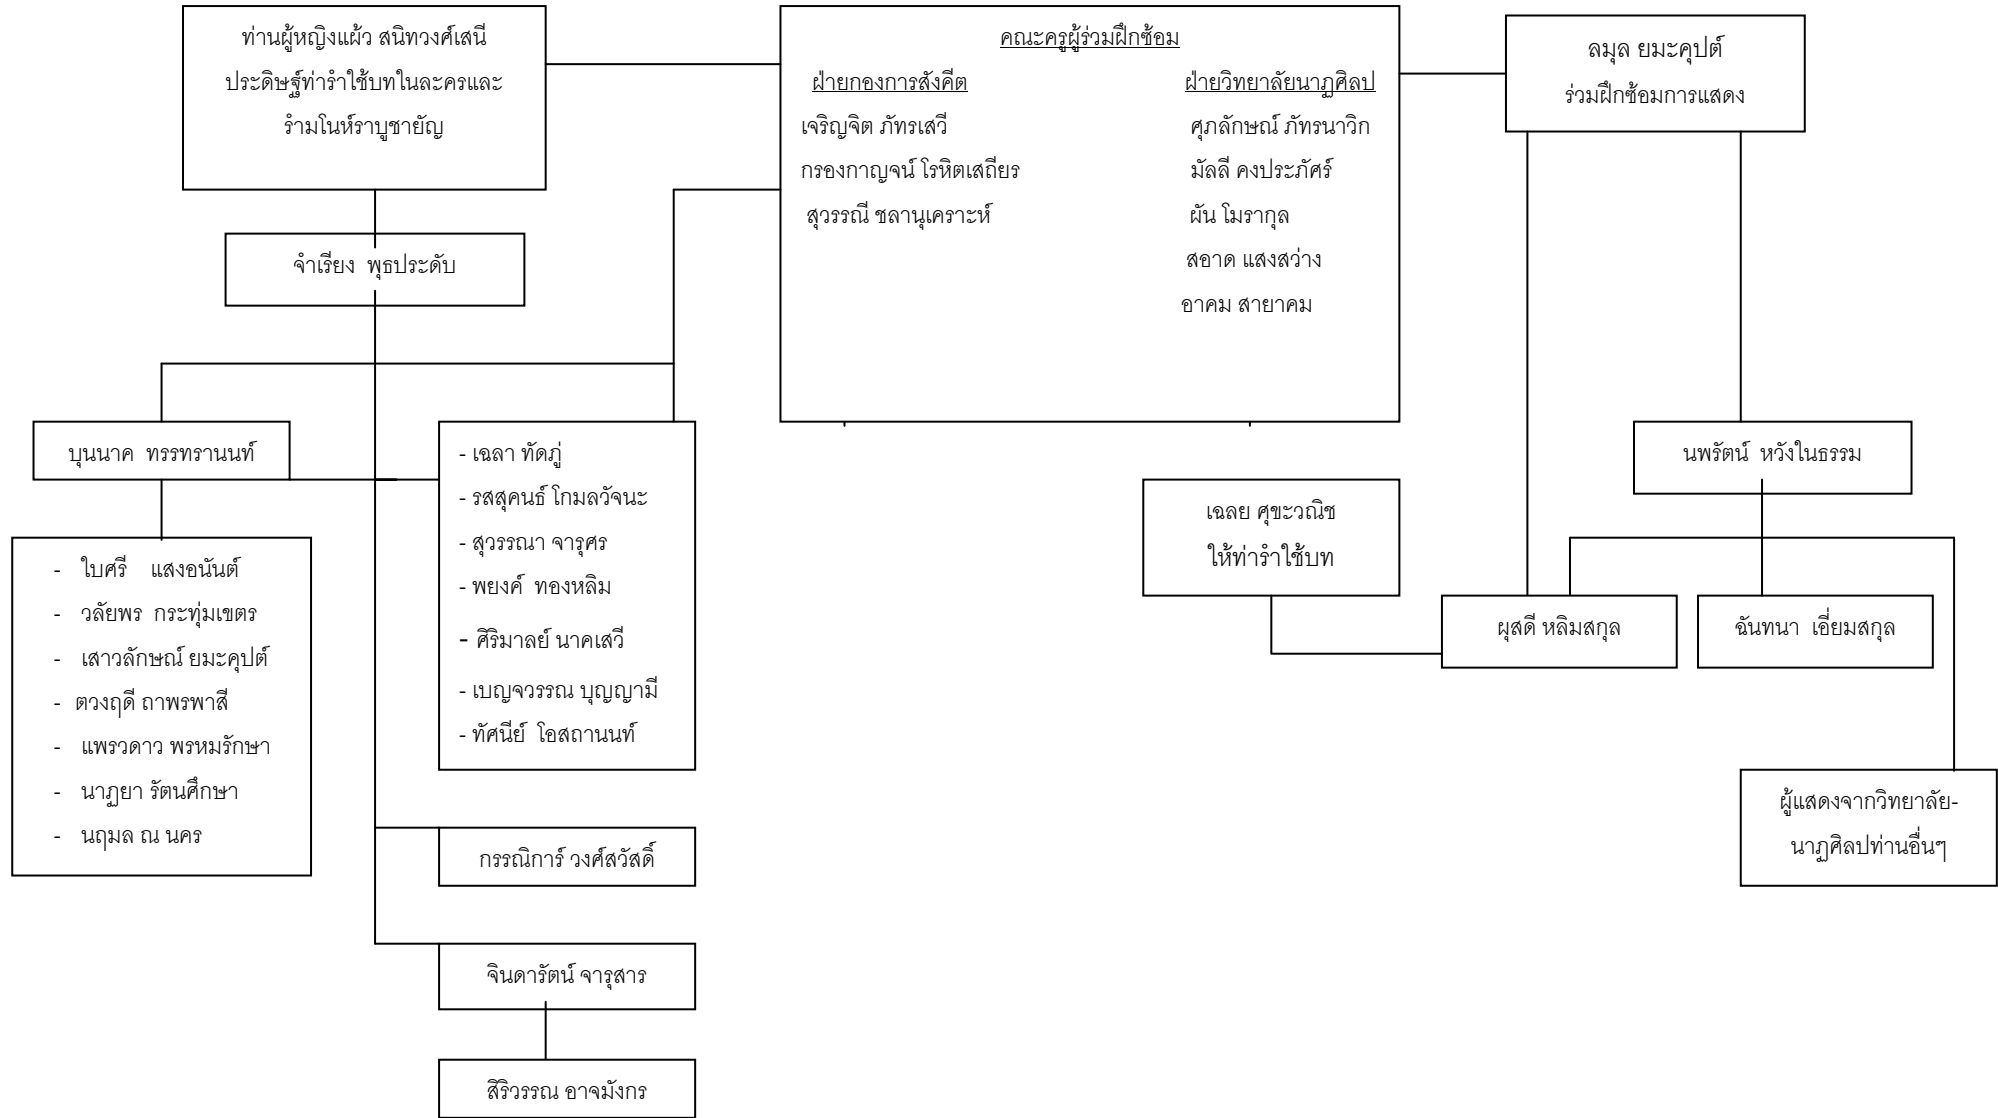 ท่านผู้หญิงแผ้ว สนิทวงศ์เสนี
ประดิษฐ์ท่ารำใช้บทในละครและ
รำมโนห์ราบูชายัญ
คณะครูผู้ร่วมฝึกซ้อม
ฝ่ายกองการสังคีต
เจริญจิต ภัทรเสวี
กรองกาญจน์ โรหิตเสถียร
สุวรรณี ชลานุเคราะห์
ฝ่ายวิทยาลัยนาฏศิลป
ศุภลักษณ์ ภัทรนาวิก
มัลลี คงประภัศร์
ผัน โมรากุล
สอาด แสงสว่าง
อาคม สายาคม
ลมุล ยมะคุปต์
ร่วมฝึกซ้อมการแสดง
จำเรียง พุธประดับ
บุนนาค ทรรทรานนท์
- เฉลา ทัดภู่
- รสสุคนธ์ โกมลวัจนะ
- สุวรรณา จารุศร
- พยงค์ ทองหลิม
- ศิริมาลย์ นาคเสวี
- เบญจวรรณ บุญญามี
- ทัศนีย์ โอสถานนท์
นพรัตน์ หวังในธรรม
เฉลย ศุขะวณิช
ให้ท่ารำใช้บท
- ใบศรี แสงอนันต์
- วลัยพร กระทุ่มเขตร
- เสาวลักษณ์ ยมะคุปต์
- ตวงฤดี ถาพรพาสี
- แพรวดาว พรหมรักษา
- นาฏยา รัตนศึกษา
- นฤมล ณ นคร
ผุสดี หลิมสกุล
ฉันทนา เอี่ยมสกุล
ผู้แสดงจากวิทยาลัย-
นาฏศิลปท่านอื่นๆ
กรรณิการ์ วงศ์สวัสดิ์
จินดารัตน์ จารุสาร
สิริวรรณ อาจมังกร